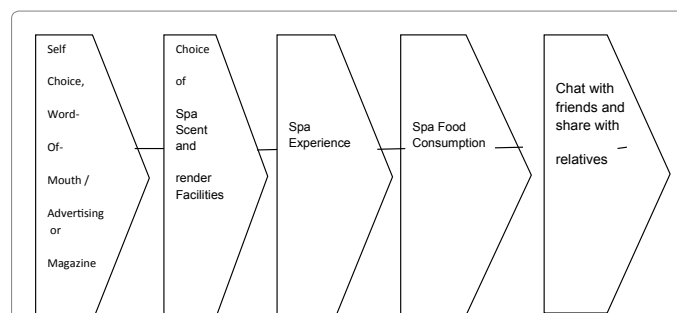 Self
Choice,
Word-
Of-
Mouth /
Advertising
or
Magazine
Choice
of
Spa
Scent
and
render
Facilities
Spa
Experience
Spa Food
Consumption
Chat with
friends and
share with
relatives